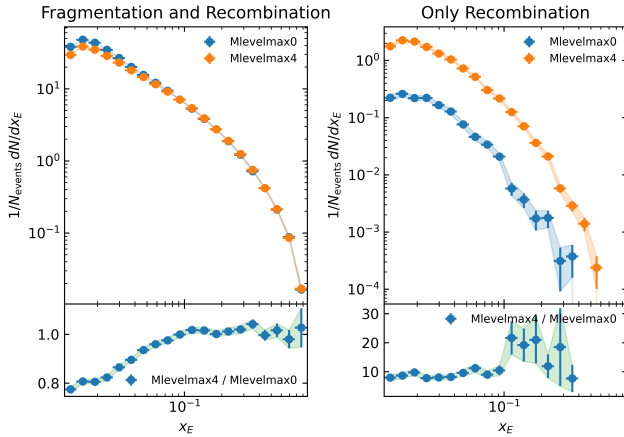 Fragmentation and Recombination
Mlevelmax0
Mlevelmax4
1/N_events dN/dx_E
10^1
10^0
10^−1
1.0
0.8
Mlevelmax4 / Mlevelmax0
10^−1
x_E
Only Recombination
Mlevelmax0
Mlevelmax4
1/N_events dN/dx_E
10^0
10^−1
10^−2
10^−3
10^−4
30
20
10
Mlevelmax4 / Mlevelmax0
10^−1
x_E